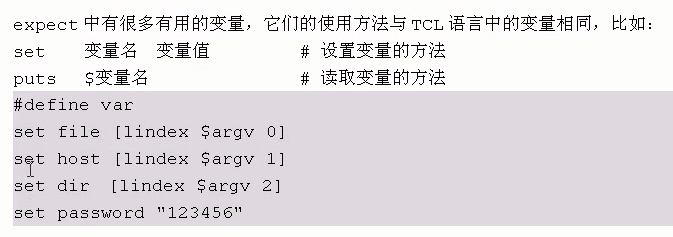 expect 中有很多有用的变量，它们的使用方法与 TCL 语言中的变量相同，比如：
set 变量名 变量值 # 设置变量的方法
puts $变量名 # 读取变量的方法
#define var
set file [lindex $argv 0]
set host [lindex $argv 1]
set dir [lindex $argv 2]
set password "123456"